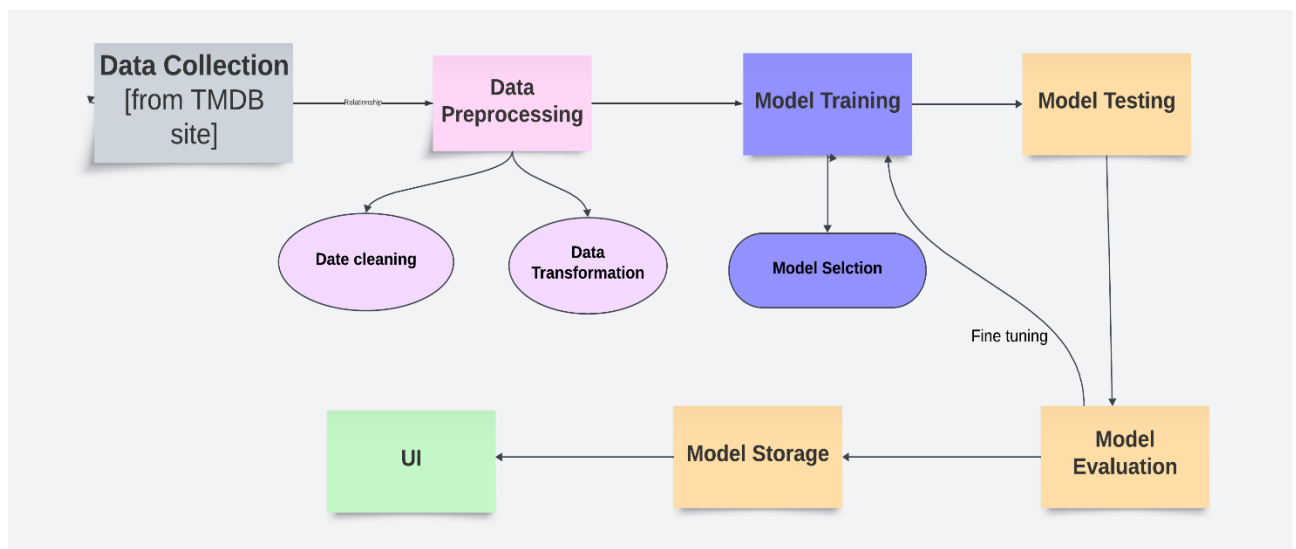 Data Collection
[from TMDB
site]
Relationship
Data
Preprocessing
Model Training
Model Testing
Date cleaning
Data
Transformation
Model Selction
Fine tuning
UI
Model Storage
Model
Evaluation